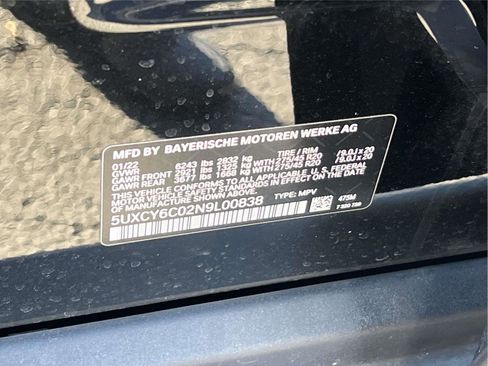 MFD BY BAYERISCHE MOTOREN WERKE AG
01/22 TIRE / RIM
GVWR 6243 lbs 2832 kg
GAWR FRONT 2921 lbs 1325 kg WITH 275/45 R20 /9.0J x 20
GAWR REAR 3677 lbs 1668 kg WITH 275/45 R20 /9.0J x 20
THIS VEHICLE CONFORMS TO ALL APPLICABLE U.S. FEDERAL
MOTOR VEHICLE SAFETY STANDARDS IN EFFECT ON THE
DATE OF MANUFACTURE SHOWN ABOVE.
5UXCY6C02N9L00838 TYPE: MPV 475M